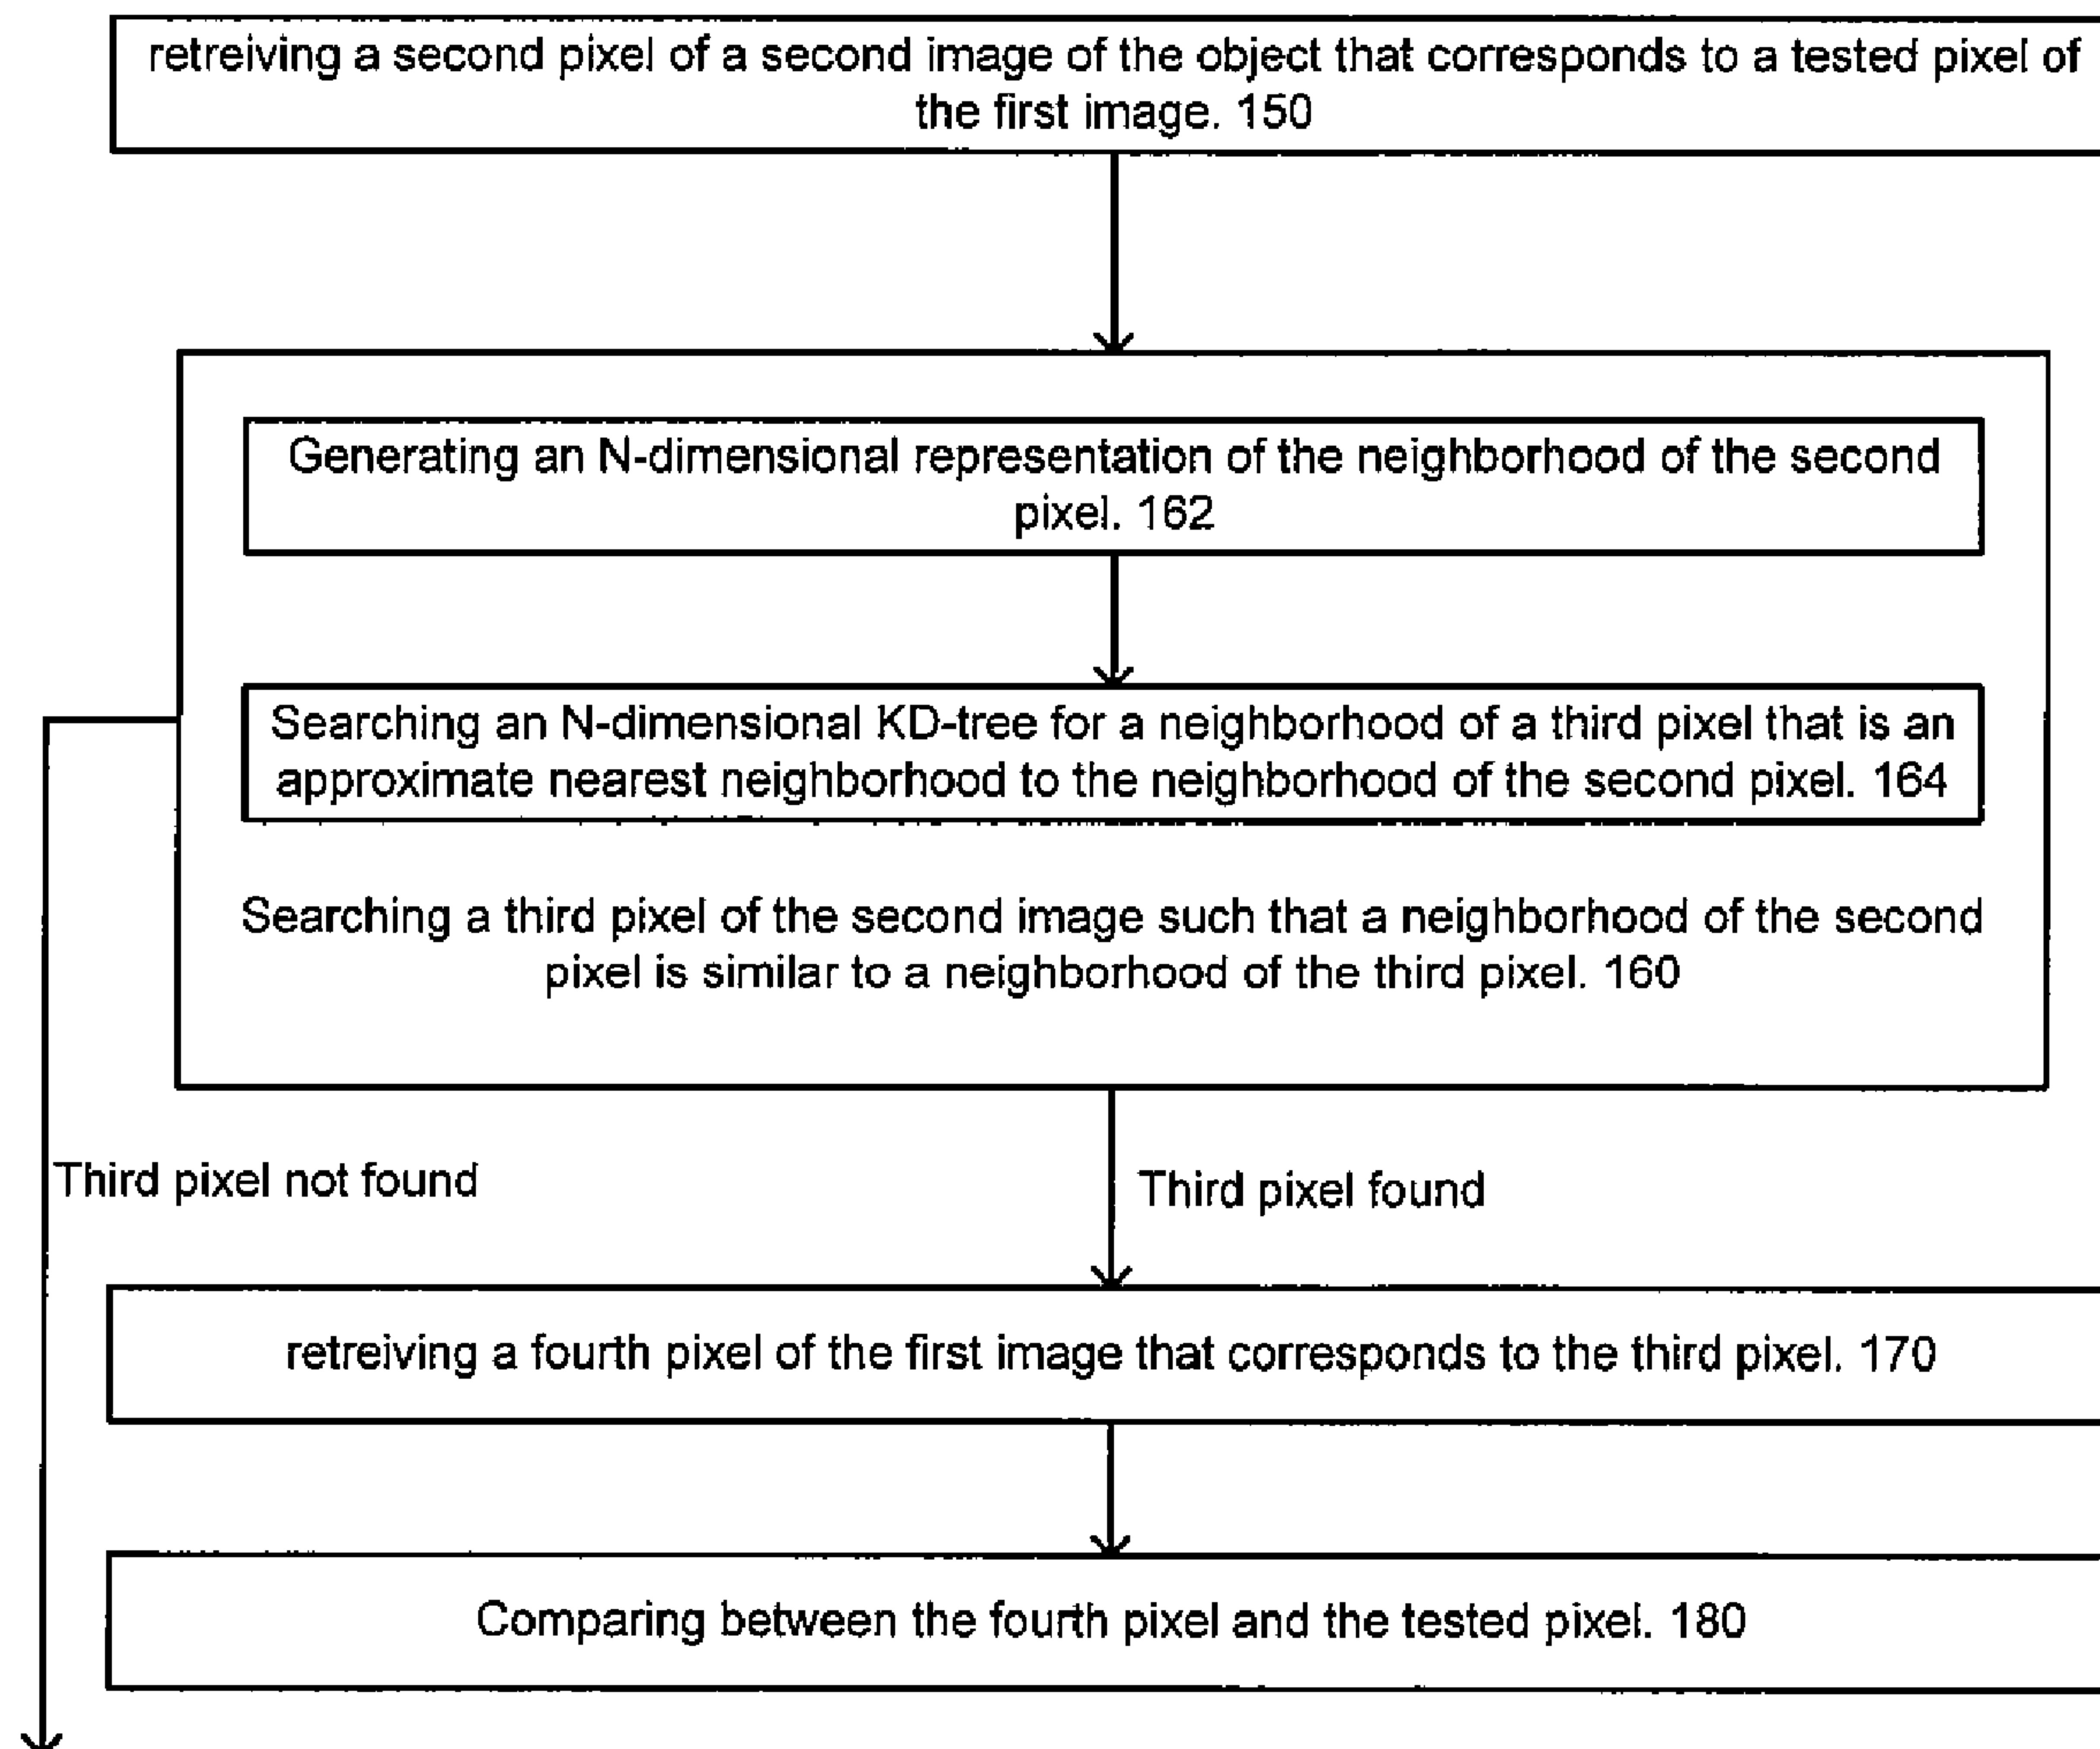 retreiving a second pixel of a second image of the object that corresponds to a tested pixel of
the first image. 150
Generating an N-dimensional representation of the neighborhood of the second
pixel. 162
Searching an N-dimensional KD-tree for a neighborhood of a third pixel that is an
approximate nearest neighborhood to the neighborhood of the second pixel. 164
Searching a third pixel of the second image such that a neighborhood of the second
pixel is similar to a neighborhood of the third pixel. 160
Third pixel not found
Third pixel found
retreiving a fourth pixel of the first image that corresponds to the third pixel. 170
Comparing between the fourth pixel and the tested pixel. 180